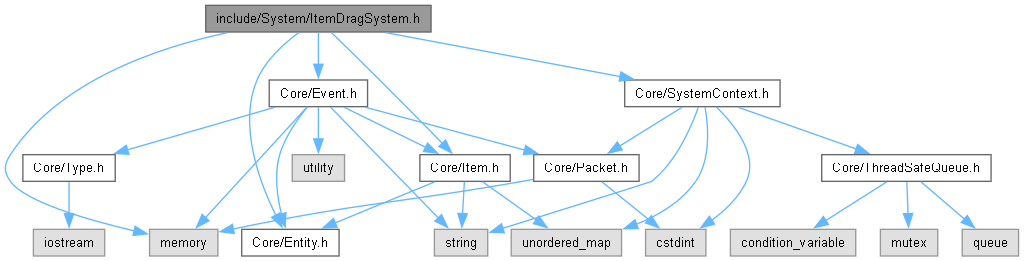 include/System/ItemDragSystem.h
Core/Event.h
Core/SystemContext.h
Core/Type.h
utility
Core/Item.h
Core/Packet.h
Core/ThreadSafeQueue.h
iostream
memory
Core/Entity.h
string
unordered_map
cstdint
condition_variable
mutex
queue